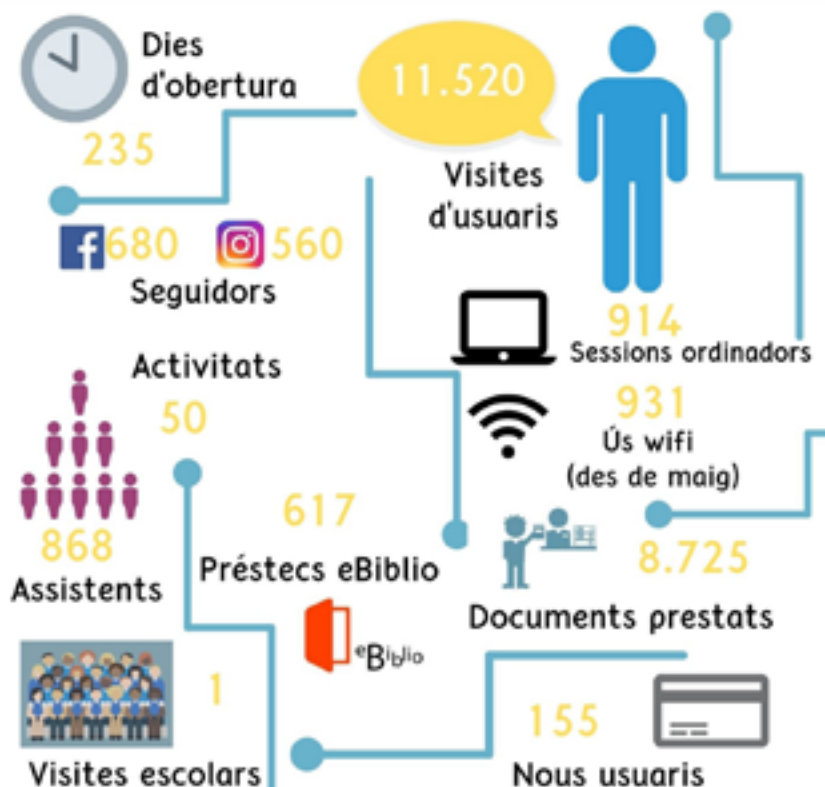 Dies
d'obertura
235
11.520
Visites
d'usuaris
680
560
Seguidors
914
Sessions ordinadors
Activitats
50
931
Ús wifi
(des de maig)
868
Assistents
617
Préstecs eBiblio
eBiblio
8.725
Documents prestats
1
Visites escolars
155
Nous usuaris